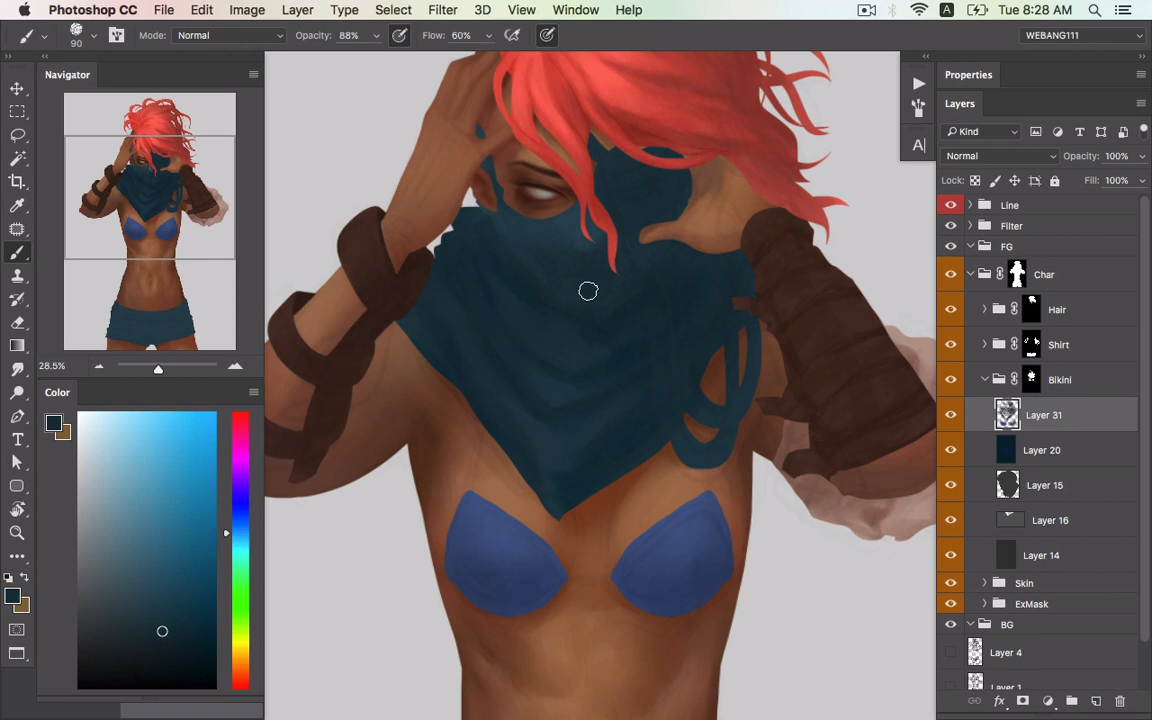 Photoshop CC File Edit Image Layer Type Select Filter 3D View Window Help A Tue 8:28 AM
90 Mode: Normal Opacity: 88% Flow: 60% WEBANG111
Navigator
28.5%
Color
T
A
Properties
Layers
Kind T
Normal Opacity: 100%
Lock: Fill: 100%
Line
Filter
FG
Char
Hair
Shirt
Bikini
Layer 31
Layer 20
Layer 15
Layer 16
Layer 14
Skin
ExMask
BG
Layer 4
Layer 1
fx